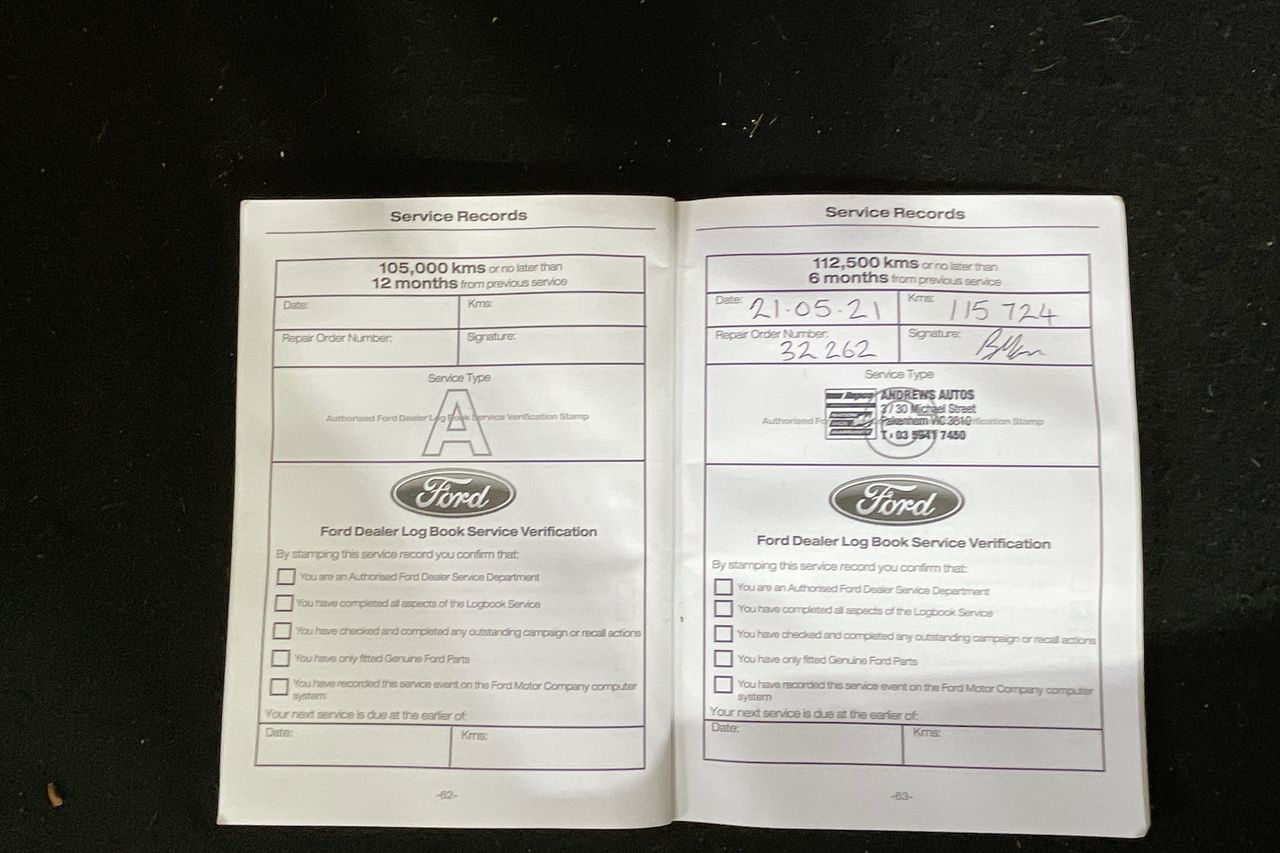 Service Records
105,000 kms or no later than
12 months from previous service
Date:
Kms:
Repair Order Number:
Signature:
Service Type
Authorised Ford Dealer Log Book Service Verification Stamp
A
Ford
Ford Dealer Log Book Service Verification
By stamping this service record you confirm that:
You are an Authorised Ford Dealer Service Department
You have completed all aspects of the Logbook Service
You have checked and completed any outstanding campaign or recall actions
You have only fitted Genuine Ford Parts
You have recorded this service event on the Ford Motor Company computer
system
Your next service is due at the earlier of:
Date:
Kms:
-62-
Service Records
112,500 kms or no later than
6 months from previous service
Date: 21.05.21
Kms: 115 724
Repair Order Number:
32 262
Signature:
Service Type
ANDREWS AUTOS
3 / 30 Michael Street
Pakenham VIC 3810
T : 03 5941 7450
Authorised Fo
ification Stamp
Ford
Ford Dealer Log Book Service Verification
By stamping this service record you confirm that:
You are an Authorised Ford Dealer Service Department
You have completed all aspects of the Logbook Service
You have checked and completed any outstanding campaign or recall actions
You have only fitted Genuine Ford Parts
You have recorded this service event on the Ford Motor Company computer
system
Your next service is due at the earlier of:
Date:
Kms:
-63-